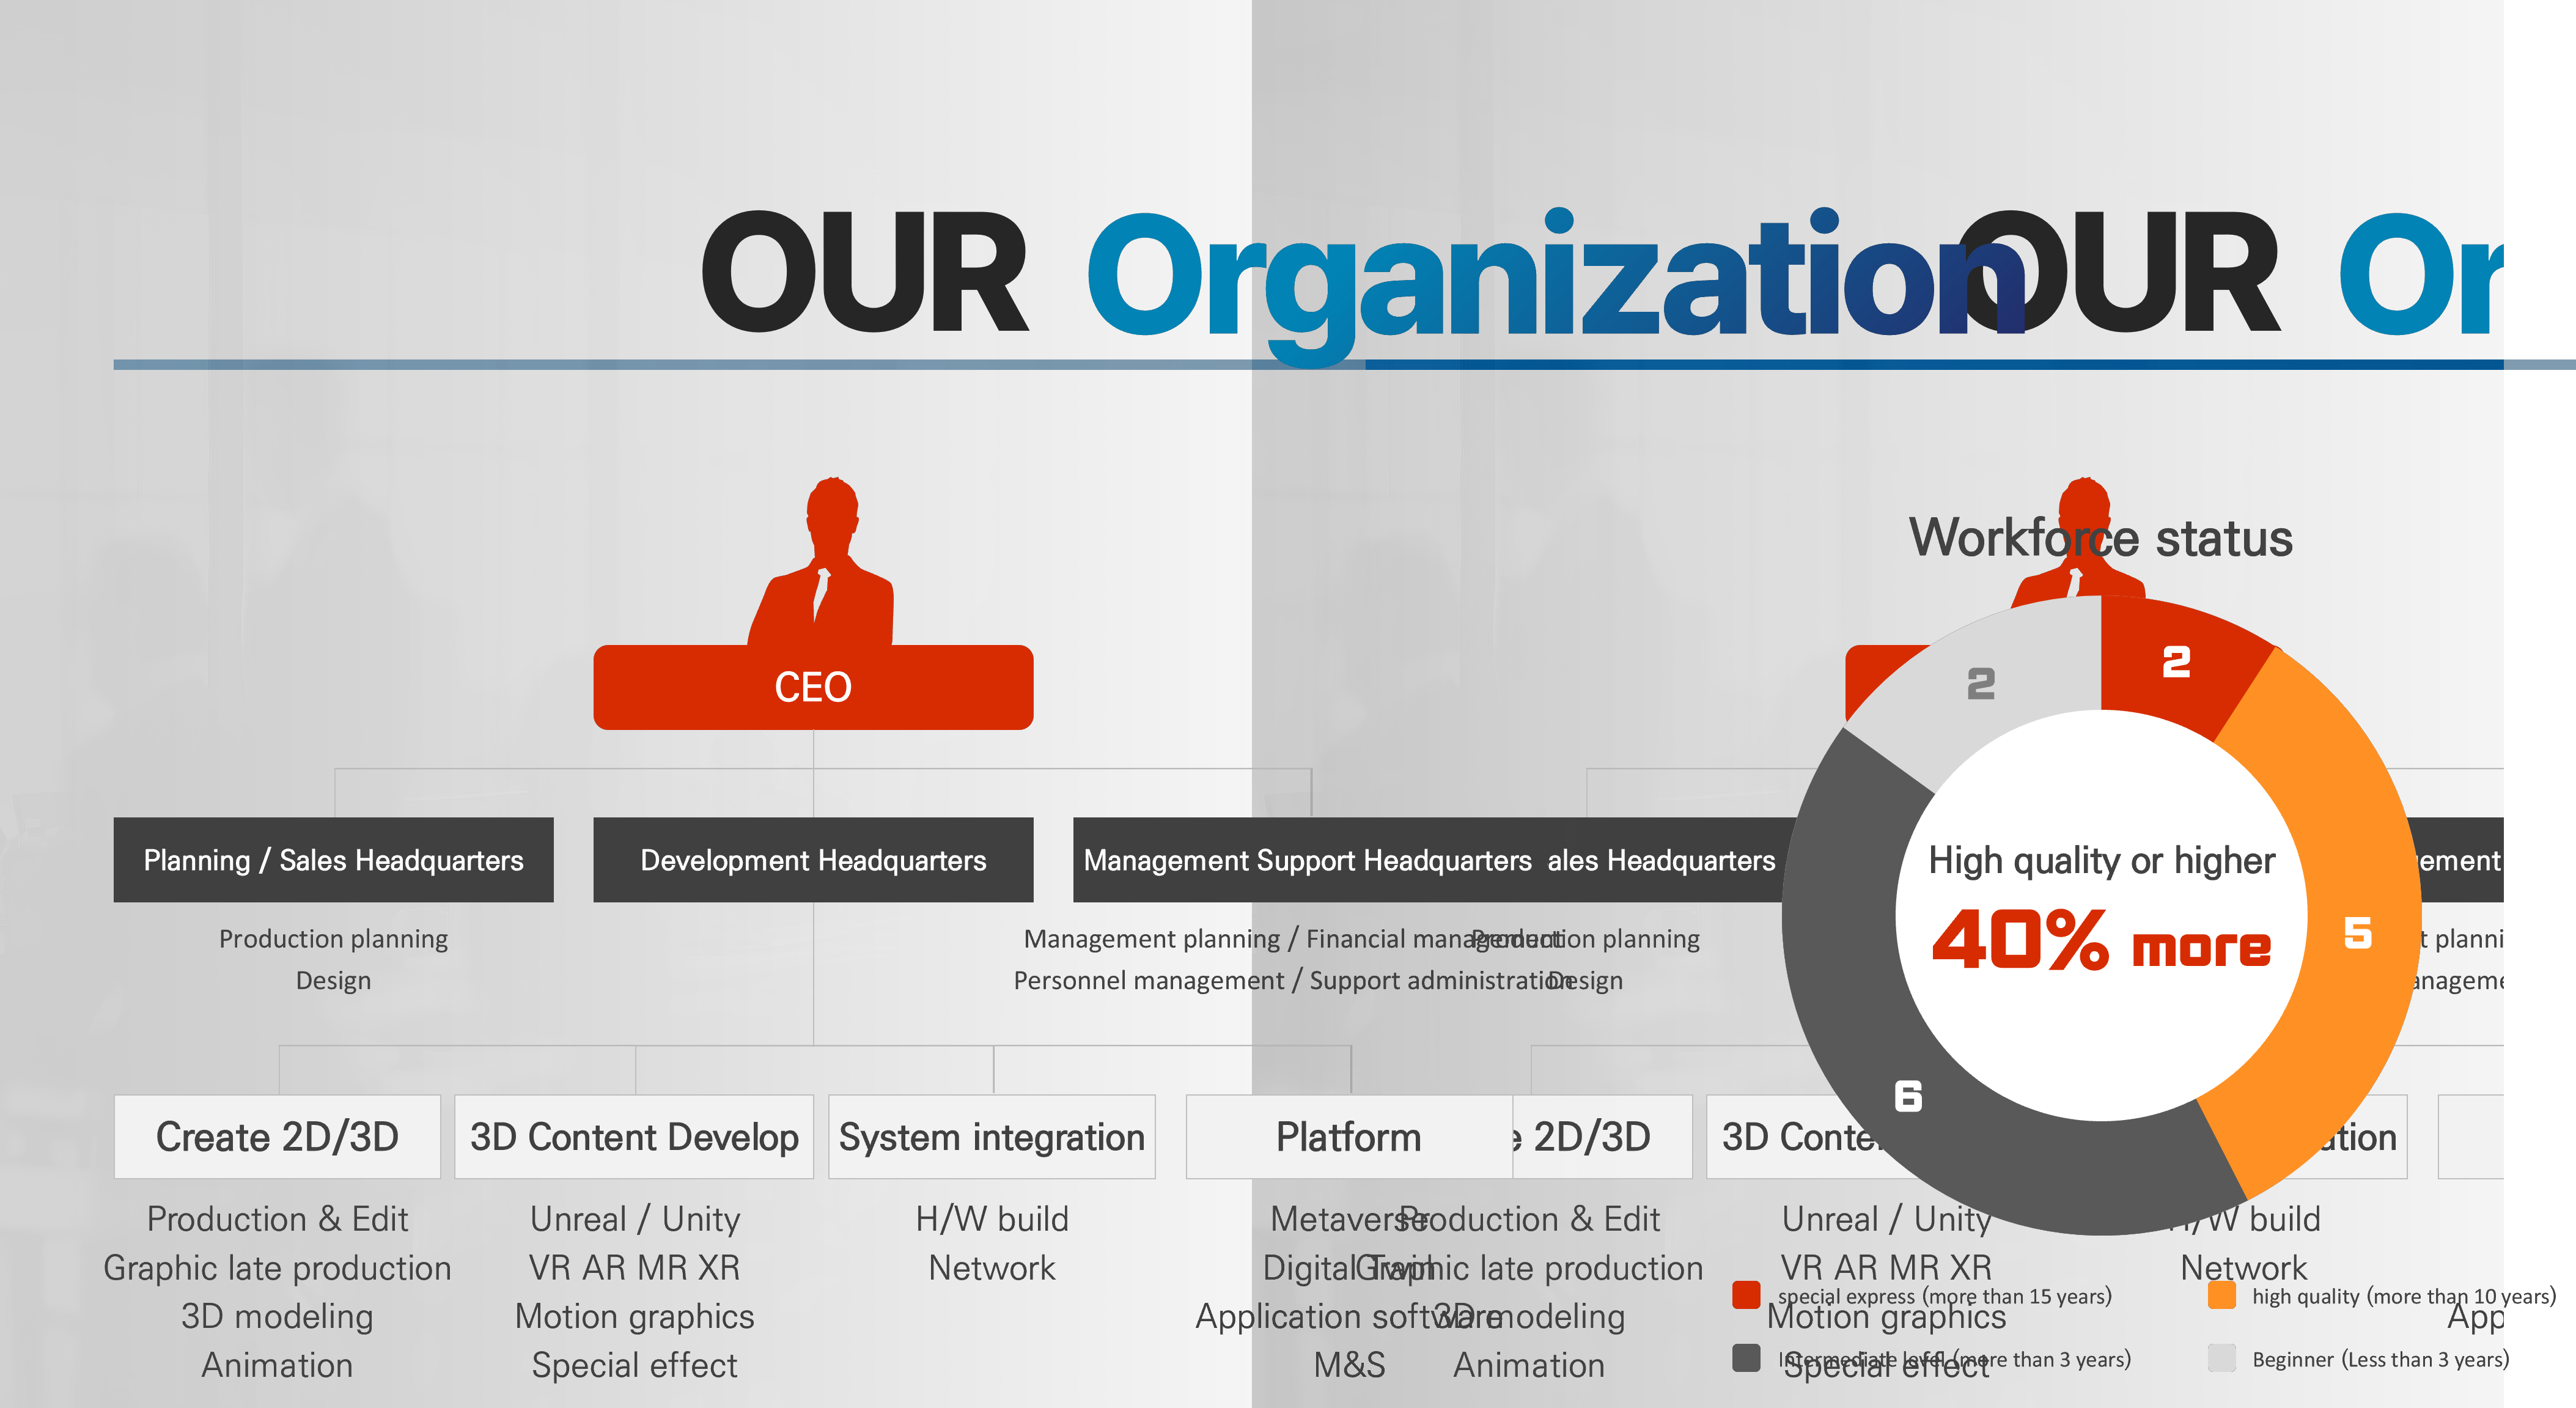 OUR Organization
OUR Or
CEO
Workforce status
2
2
5
6
High quality or higher
40% more
Planning / Sales Headquarters
Development Headquarters
Management Support Headquarters
ales Headquarters
ement
Production planning
Design
Management planning / Financial management
Personnel management / Support administration
Production planning
Design
t planni
anageme
Create 2D/3D
3D Content Develop
System integration
Platform
2D/3D
3D Conte
ation
Production & Edit
Graphic late production
3D modeling
Animation
Unreal / Unity
VR AR MR XR
Motion graphics
Special effect
H/W build
Network
Metaverse
Digital Twin
Application software
M&S
Production & Edit
Graphic late production
3D modeling
Animation
Unreal / Unity
VR AR MR XR
Motion graphics
Special effect
H/W build
Network
App
special express (more than 15 years)
high quality (more than 10 years)
Intermediate level (more than 3 years)
Beginner (Less than 3 years)